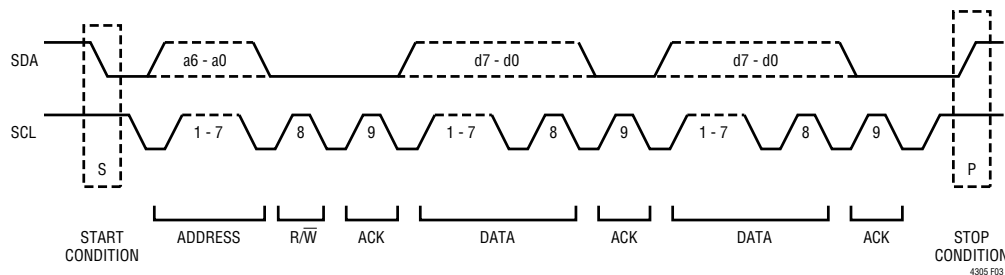 SDA
a6 - a0
d7 - d0
d7 - d0
SCL
1 - 7
8
9
1 - 7
8
9
1 - 7
8
9
S
P
START
CONDITION
ADDRESS
R/W̅
ACK
DATA
ACK
DATA
ACK
STOP
CONDITION
4305 F03